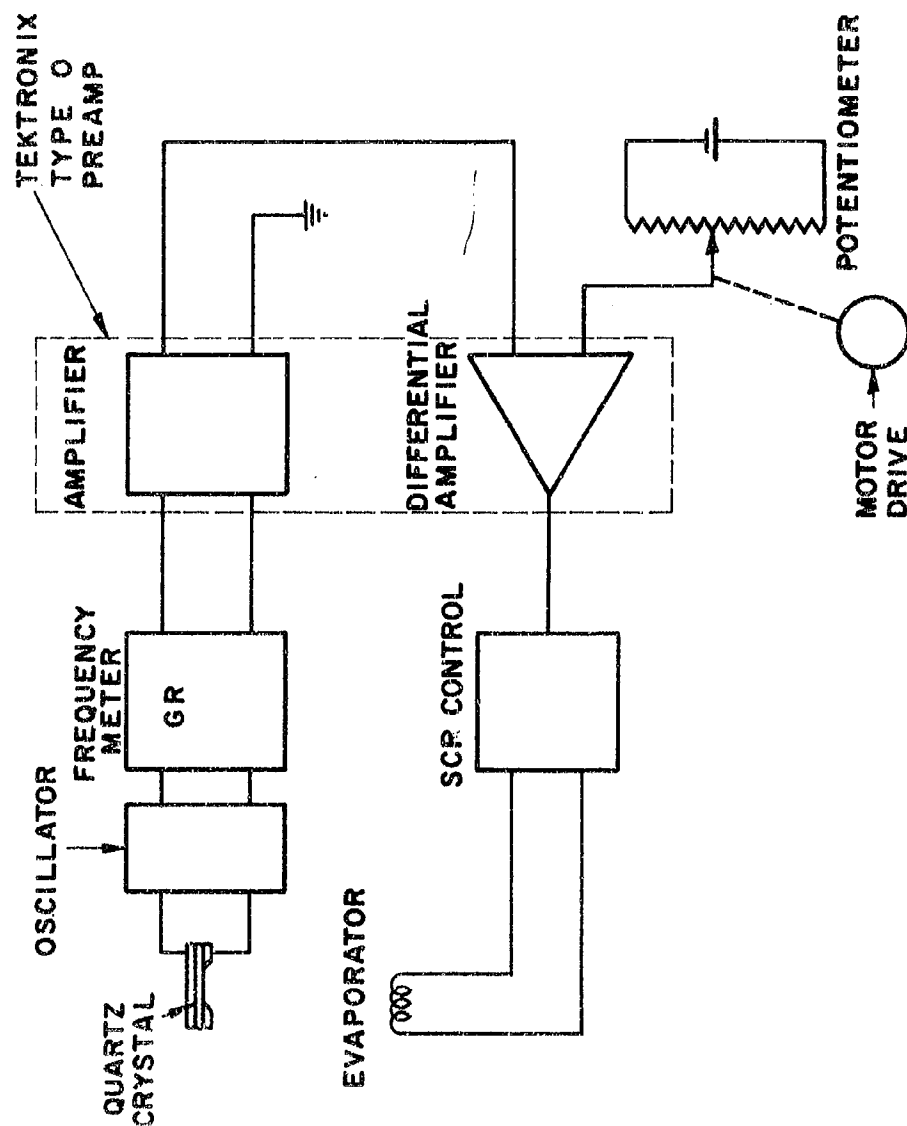 QUARTZ
CRYSTAL
OSCILLATOR
FREQUENCY
METER
GR
AMPLIFIER
TEKTRONIX
TYPE O
PREAMP
EVAPORATOR
SCR CONTROL
DIFFERENTIAL
AMPLIFIER
MOTOR
DRIVE
POTENTIOMETER